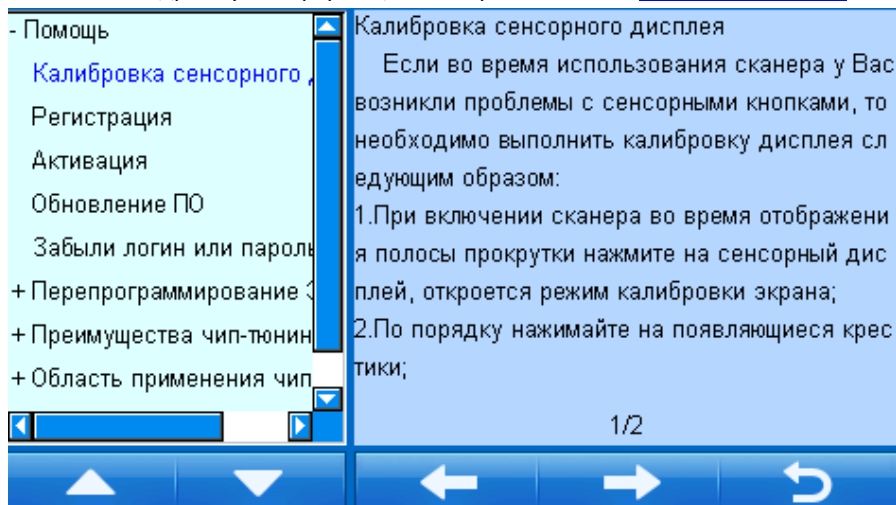 - Помощь
Калибровка сенсорного
Регистрация
Активация
Обновление ПО
Забыли логин или пароль
+ Перепрограммирование
+ Преимущества чип-тюнин
+ Область применения чип
Калибровка сенсорного дисплея
Если во время использования сканера у Вас
возникли проблемы с сенсорными кнопками, то
необходимо выполнить калибровку дисплея сл
едующим образом:
1.При включении сканера во время отображени
я полосы прокрутки нажмите на сенсорный дис
плей, откроется режим калибровки экрана;
2.По порядку нажимайте на появляющиеся крес
тики;
1/2